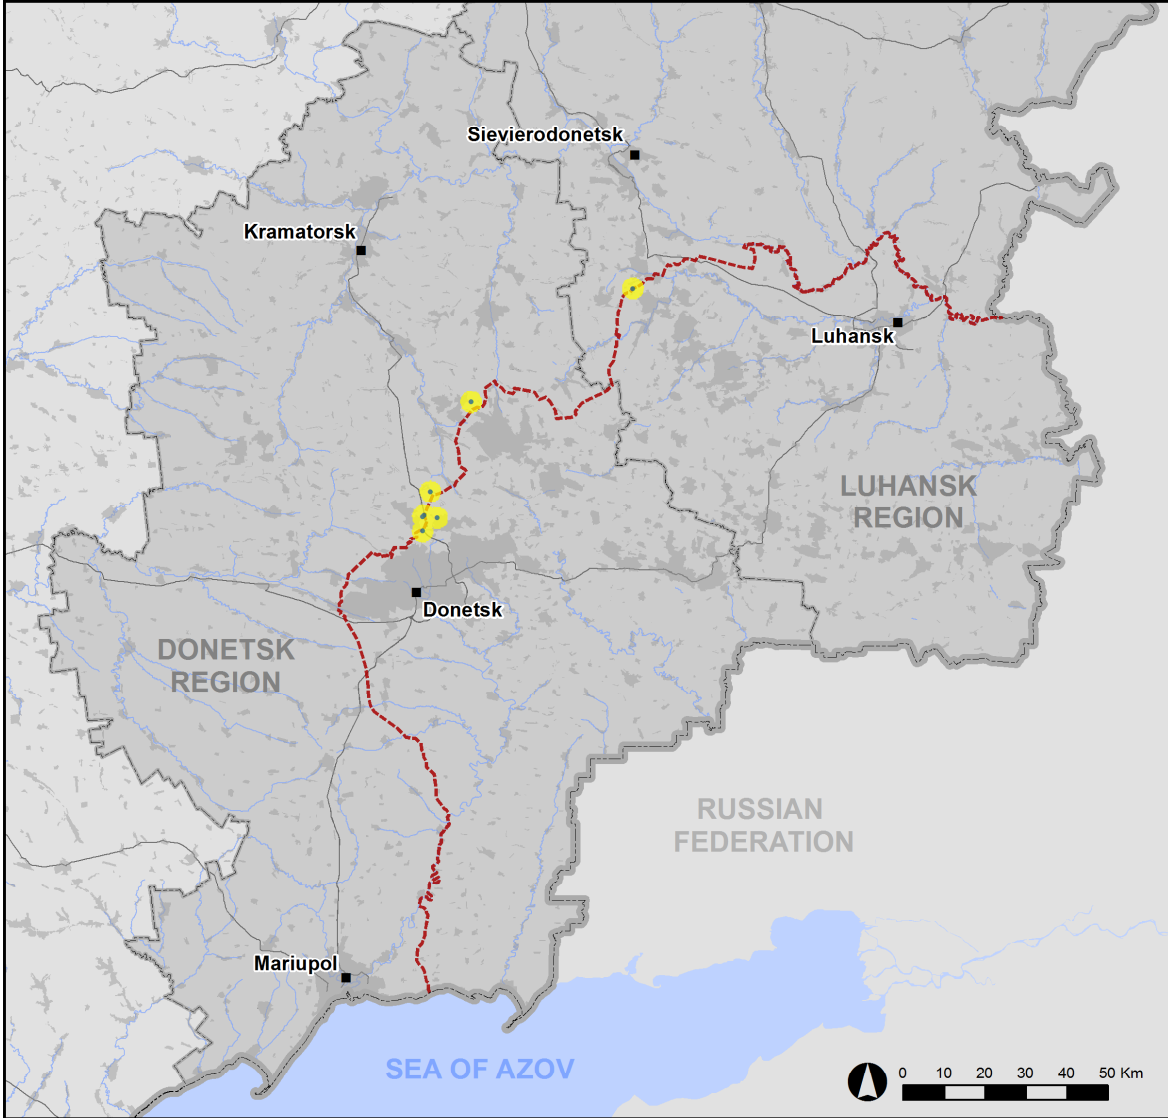 Sievierodonetsk
Kramatorsk
Luhansk
LUHANSK
REGION
Donetsk
DONETSK
REGION
RUSSIAN
FEDERATION
Mariupol
SEA OF AZOV
0 10 20 30 40 50 Km